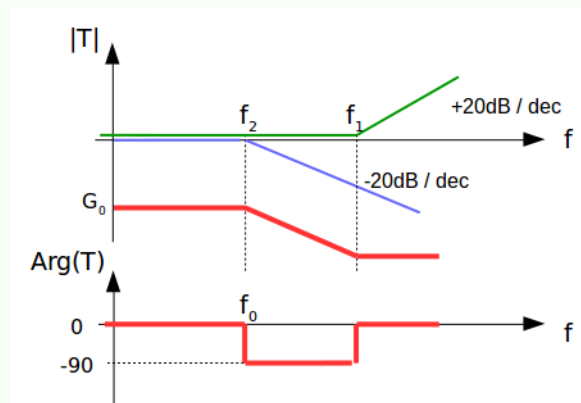 |T|
f₂
f₁
+20dB / dec
f
-20dB / dec
G₀
Arg(T)
f₀
0
f
-90